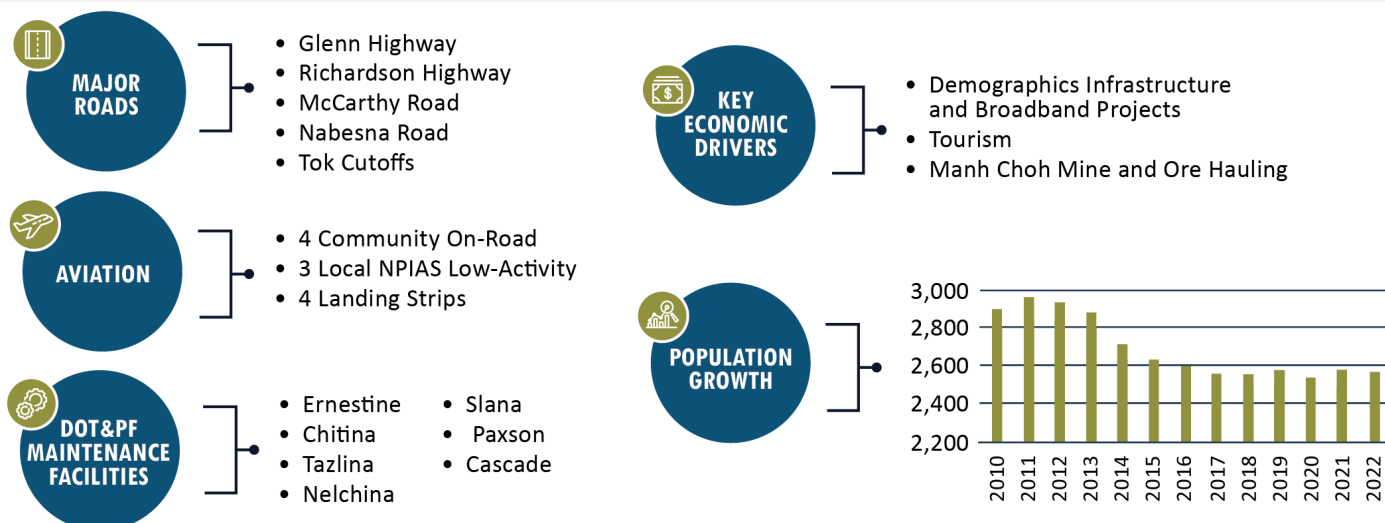 MAJOR
ROADS
• Glenn Highway
• Richardson Highway
• McCarthy Road
• Nabesna Road
• Tok Cutoffs
AVIATION
• 4 Community On-Road
• 3 Local NPIAS Low-Activity
• 4 Landing Strips
DOT&PF
MAINTENANCE
FACILITIES
• Ernestine
• Chitina
• Tazlina
• Nelchina
• Slana
• Paxson
• Cascade
$
KEY
ECONOMIC
DRIVERS
• Demographics Infrastructure
and Broadband Projects
• Tourism
• Manh Choh Mine and Ore Hauling
POPULATION
GROWTH
3,000
2,800
2,600
2,400
2,200
2010
2011
2012
2013
2014
2015
2016
2017
2018
2019
2020
2021
2022